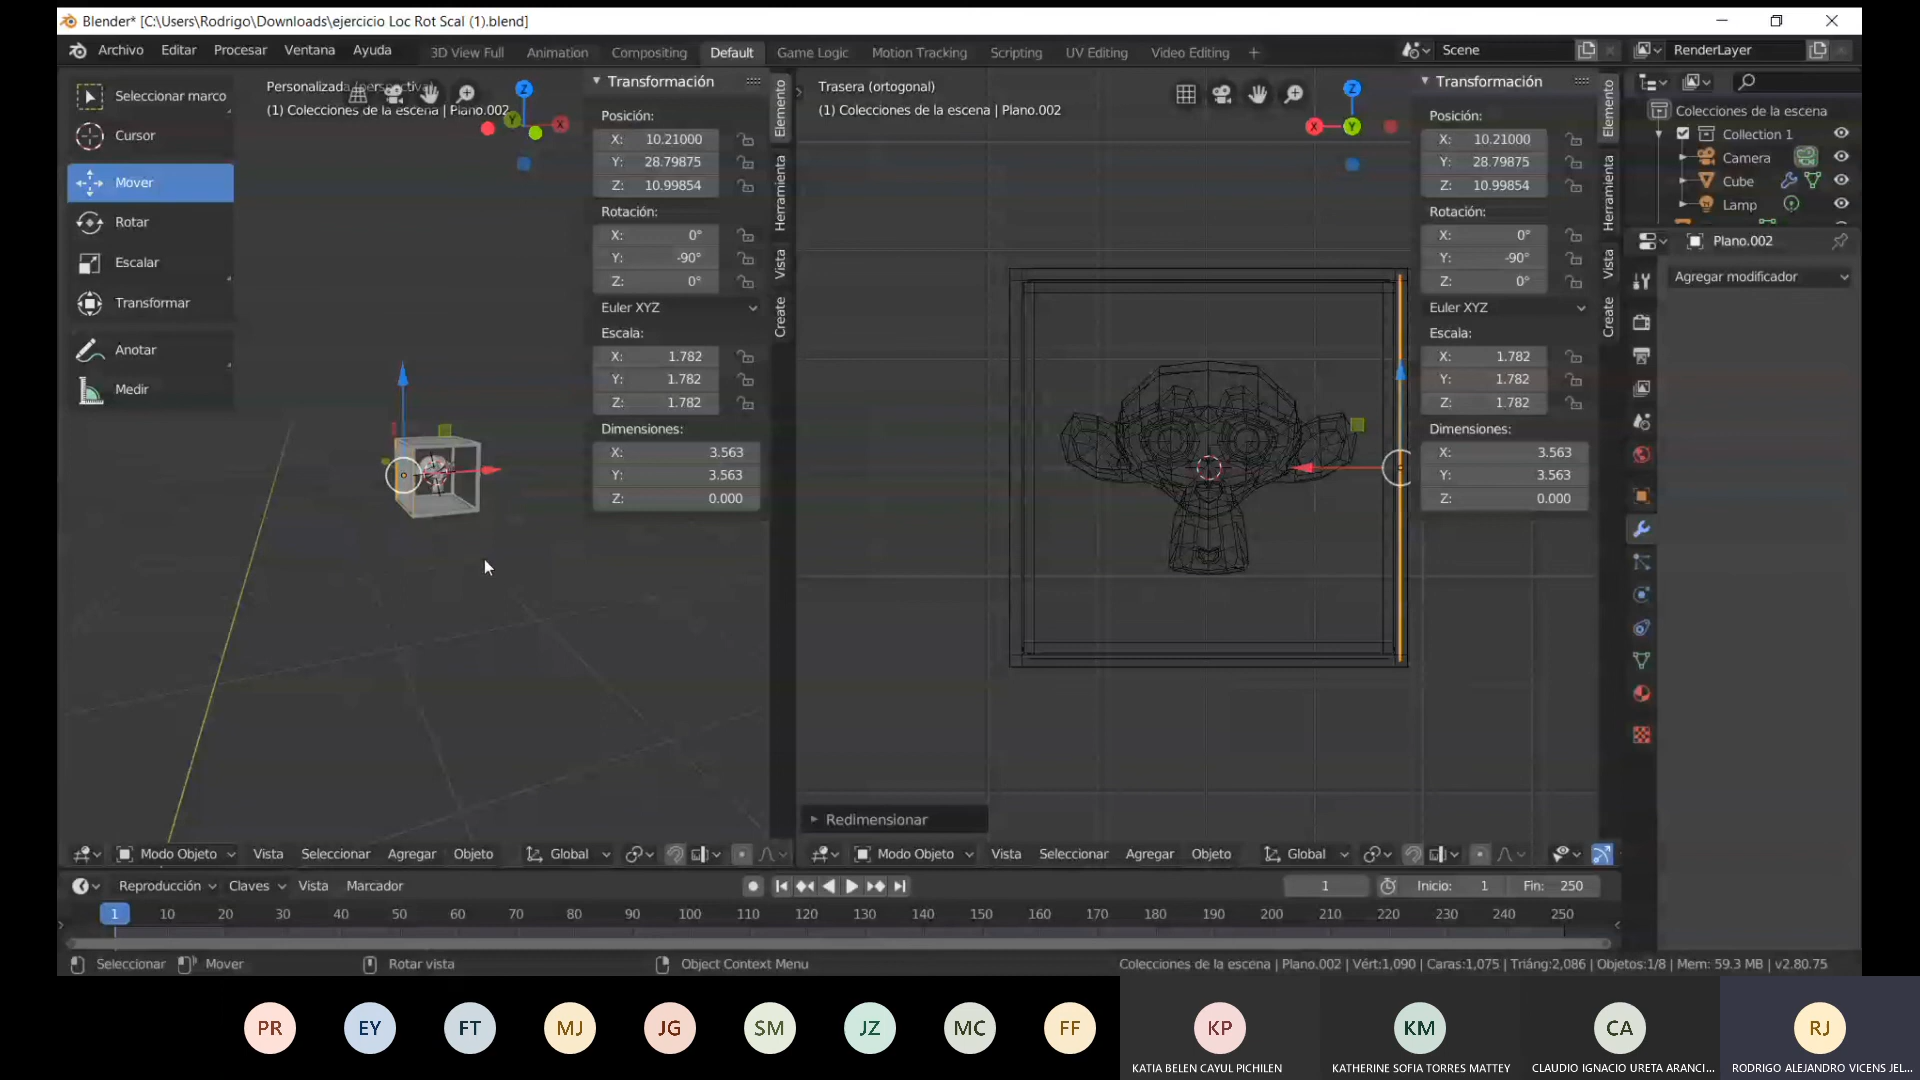 Blender* [C:\Users\Rodrigo\Downloads\ejercicio Loc Rot Scal (1).blend]
Archivo Editar Procesar Ventana Ayuda 3D View Full Animation Compositing Default Game Logic Motion Tracking Scripting UV Editing Video Editing + Scene RenderLayer
Seleccionar marco
Cursor
Mover
Rotar
Escalar
Transformar
Anotar
Medir
Personalizada (perspectiva)
(1) Colecciones de la escena | Plano.002
Z
Y
X
Transformación
Posición:
X: 10.21000
Y: 28.79875
Z: 10.99854
Rotación:
X: 0°
Y: -90°
Z: 0°
Euler XYZ
Escala:
X: 1.782
Y: 1.782
Z: 1.782
Dimensiones:
X: 3.563
Y: 3.563
Z: 0.000
Elemento
Herramienta
Vista
Create
Trasera (ortogonal)
(1) Colecciones de la escena | Plano.002
Z
X
Y
Transformación
Posición:
X: 10.21000
Y: 28.79875
Z: 10.99854
Rotación:
X: 0°
Y: -90°
Z: 0°
Euler XYZ
Escala:
X: 1.782
Y: 1.782
Z: 1.782
Dimensiones:
X: 3.563
Y: 3.563
Z: 0.000
Elemento
Herramienta
Vista
Create
Redimensionar
Colecciones de la escena
Collection 1
Camera
Cube
Lamp
Plano.002
Agregar modificador
Modo Objeto Vista Seleccionar Agregar Objeto Global
Modo Objeto Vista Seleccionar Agregar Objeto Global
Reproducción Claves Vista Marcador 1 Inicio: 1 Fin: 250
1 10 20 30 40 50 60 70 80 90 100 110 120 130 140 150 160 170 180 190 200 210 220 230 240 250
Seleccionar Mover Rotar vista Object Context Menu Colecciones de la escena | Plano.002 | Vért:1,090 | Caras:1,075 | Triáng:2,086 | Objetos:1/8 | Mem: 59.3 MB | v2.80.75
PR EY FT MJ JG SM JZ MC FF KP KM CA RJ
KATIA BELEN CAYUL PICHILEN KATHERINE SOFIA TORRES MATTEY CLAUDIO IGNACIO URETA ARANCI... RODRIGO ALEJANDRO VICENS JEL...